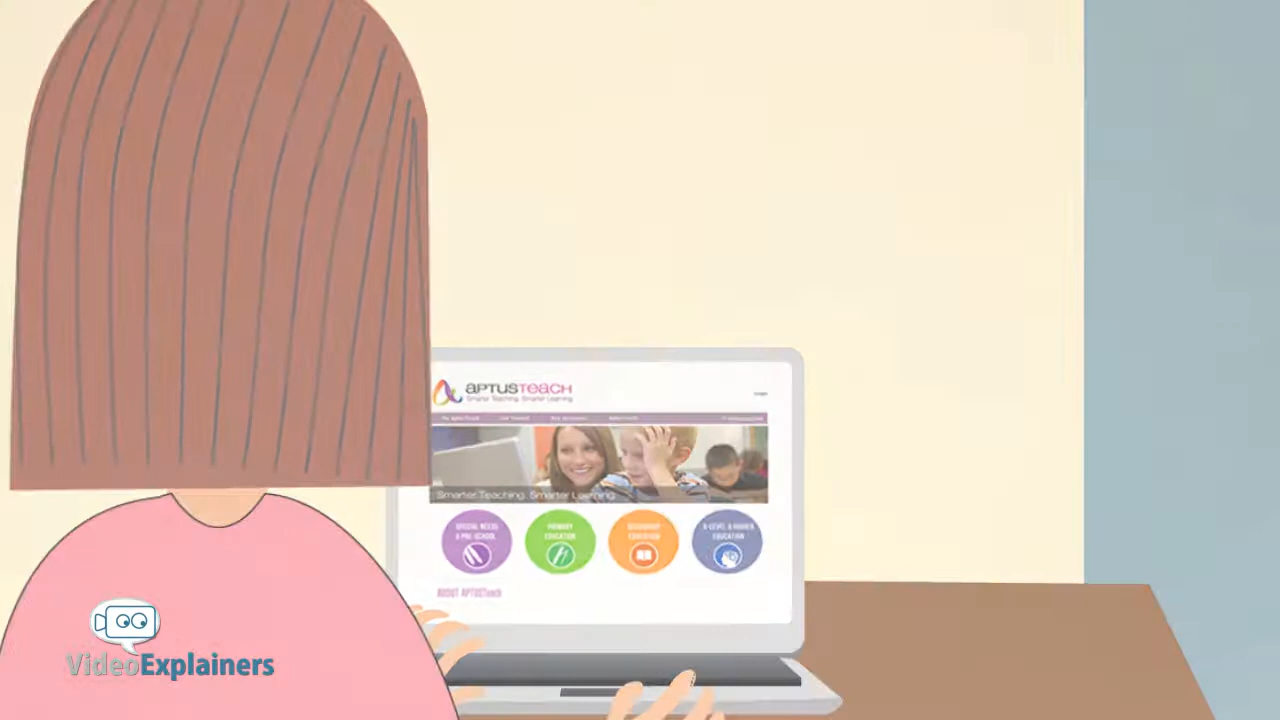 APTUSTEACH
Smarter Teaching. Smarter Learning
Smarter Teaching. Smarter Learning
SPECIAL NEEDS
& PRE-SCHOOL
PRIMARY
EDUCATION
SECONDARY
EDUCATION
A-LEVEL & HIGHER
EDUCATION
ABOUT APTUSTeach
VideoExplainers